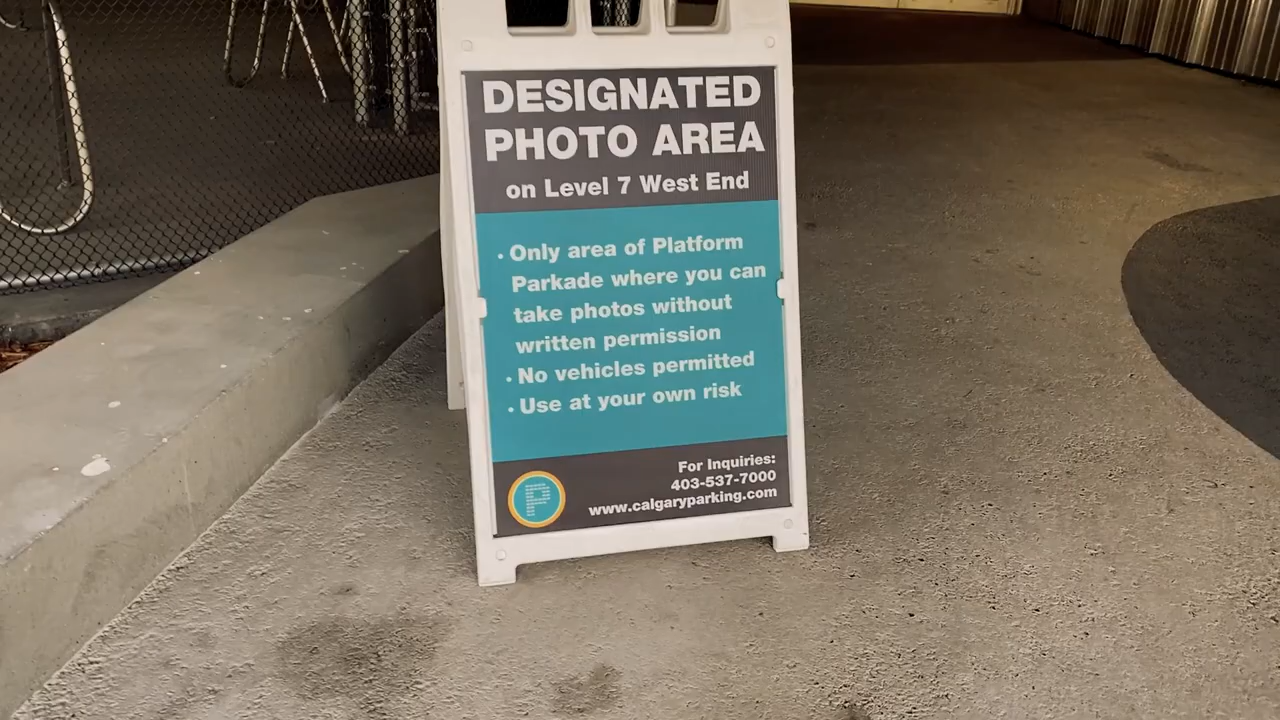 DESIGNATED
PHOTO AREA
on Level 7 West End
• Only area of Platform
Parkade where you can
take photos without
written permission
• No vehicles permitted
• Use at your own risk
For Inquiries:
403-537-7000
www.calgaryparking.com
P